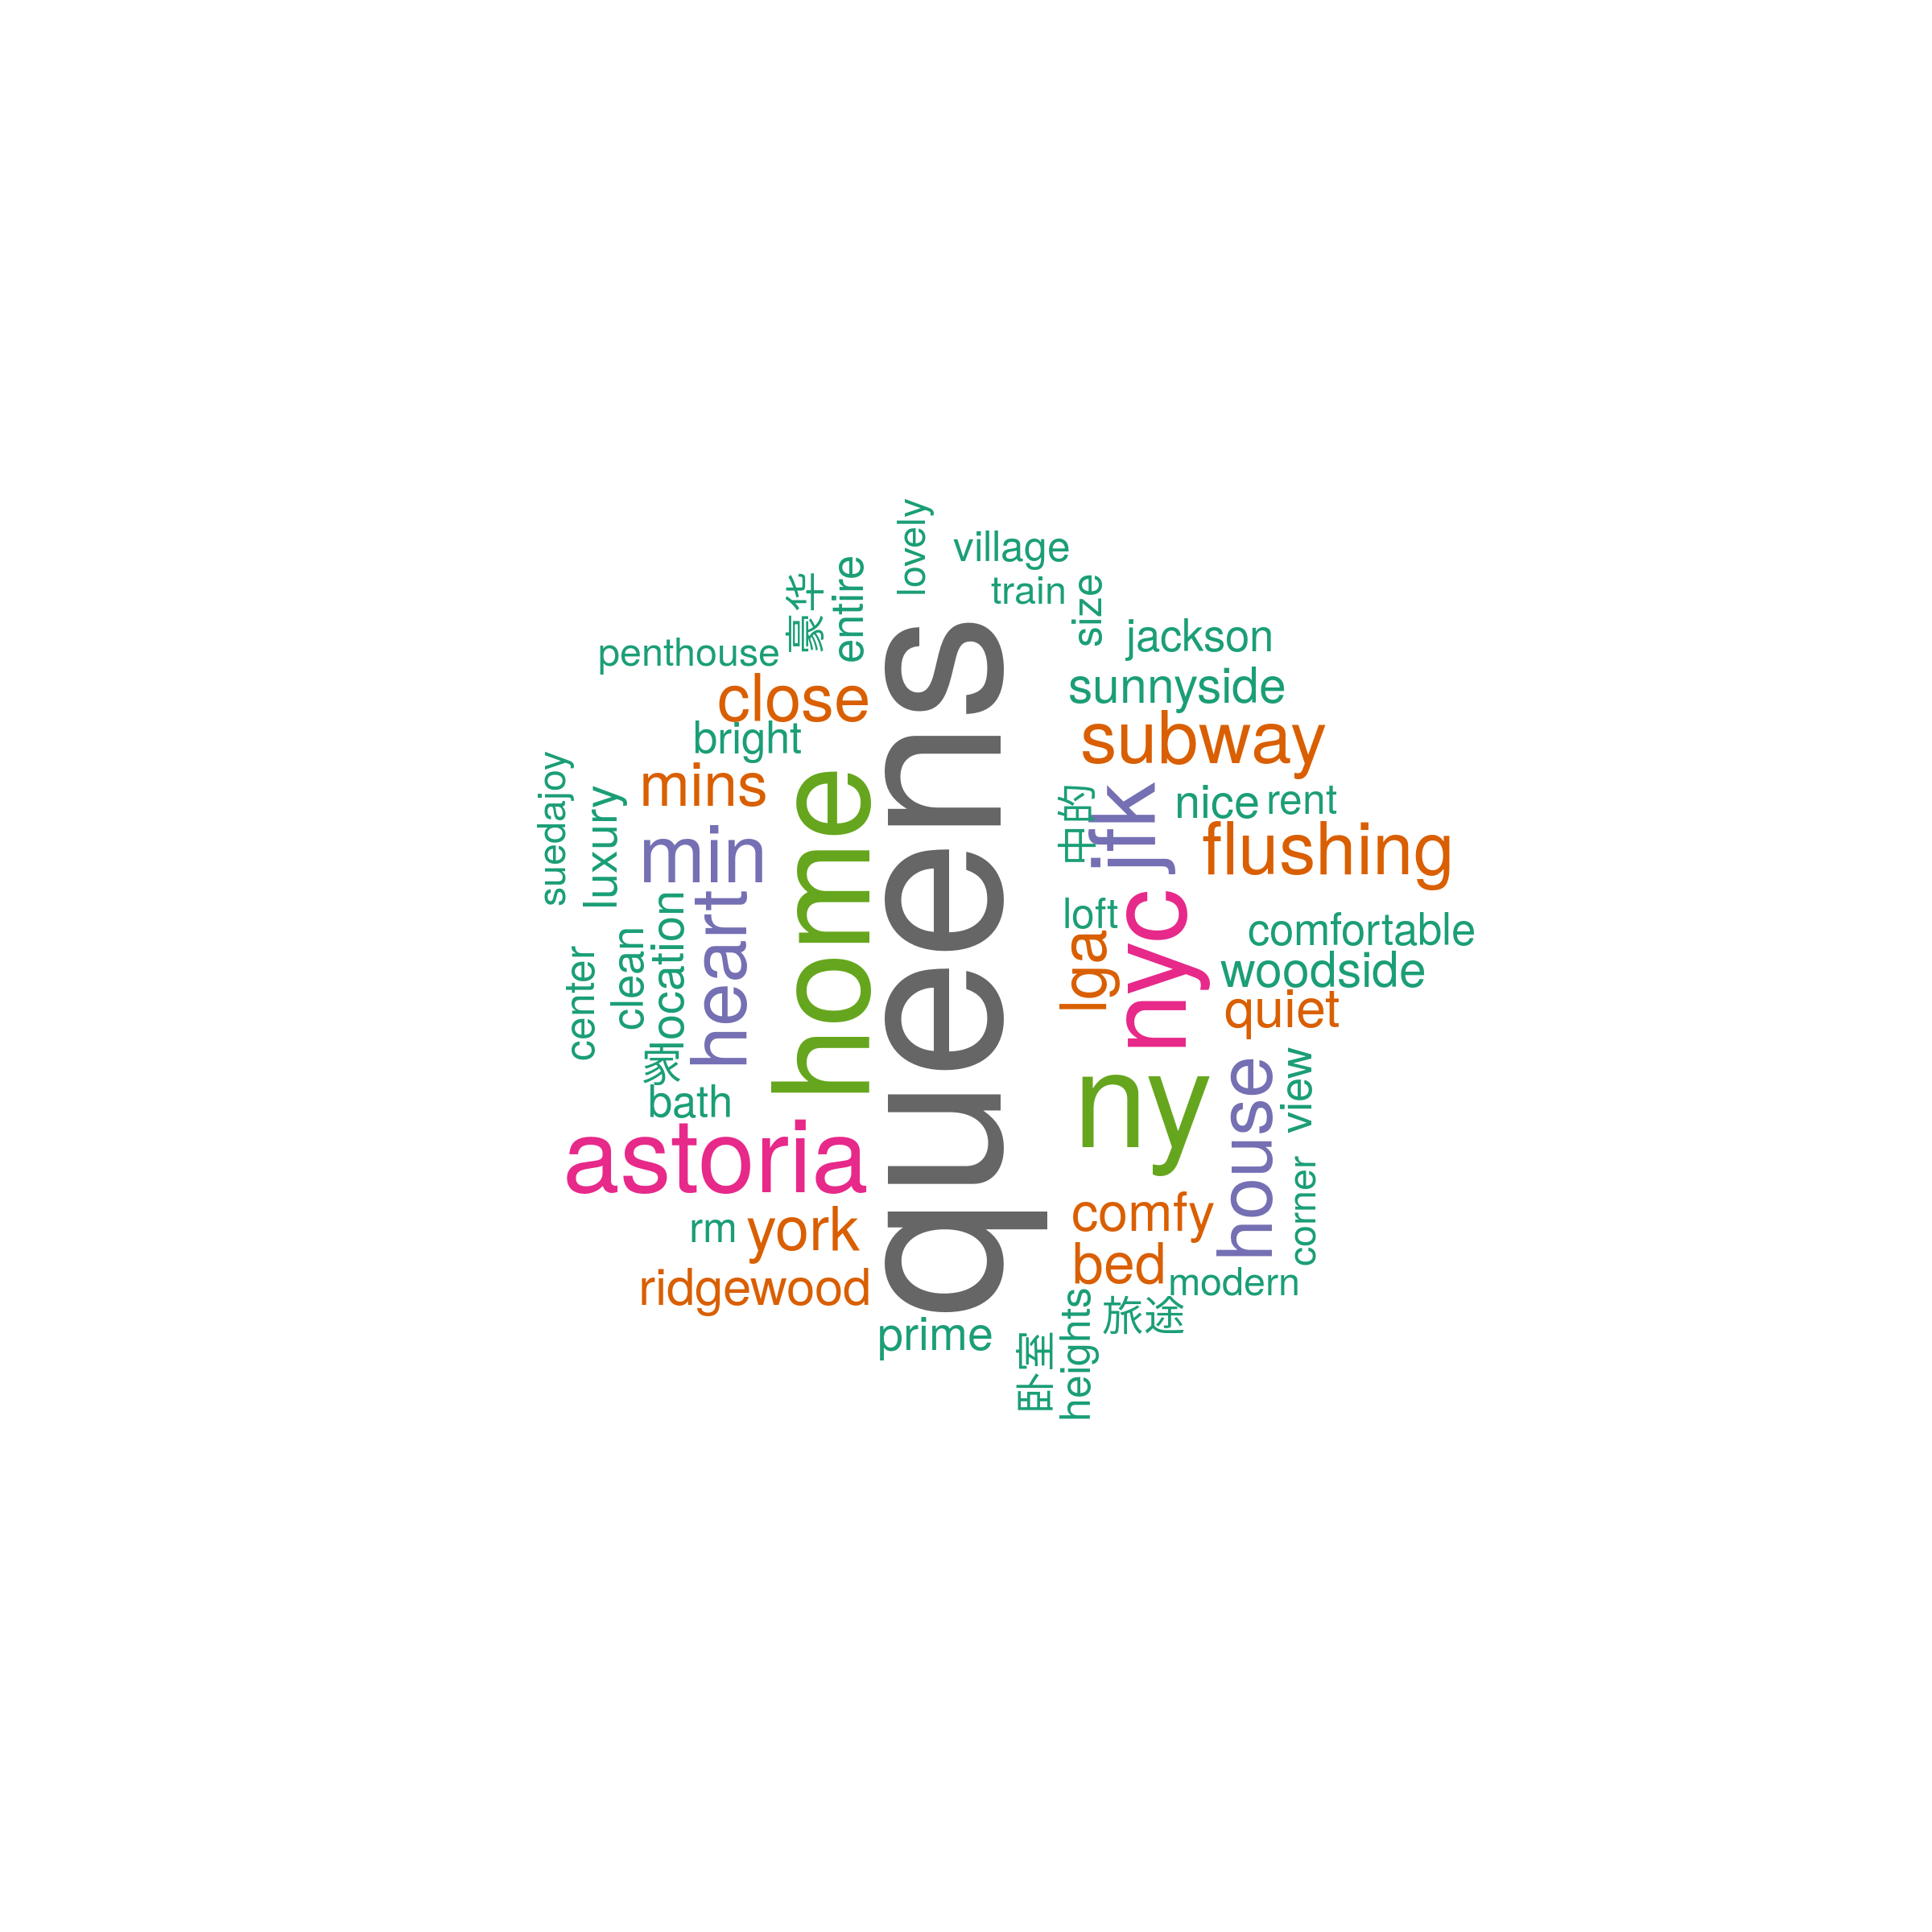 lovely
village
train
size
豪华
entire
penthouse
jackson
close
sunnyside
bright
subway
mins
suedajoy
luxury
min
home
queens
中的
jfk
nice
rent
flushing
heart
location
clean
center
loft
lga
nyc
comfortable
woodside
quiet
家
bath
astoria
ny
house
view
corner
rm
york
comfy
bed
modern
ridgewood
prime
卧室
heights
旅途